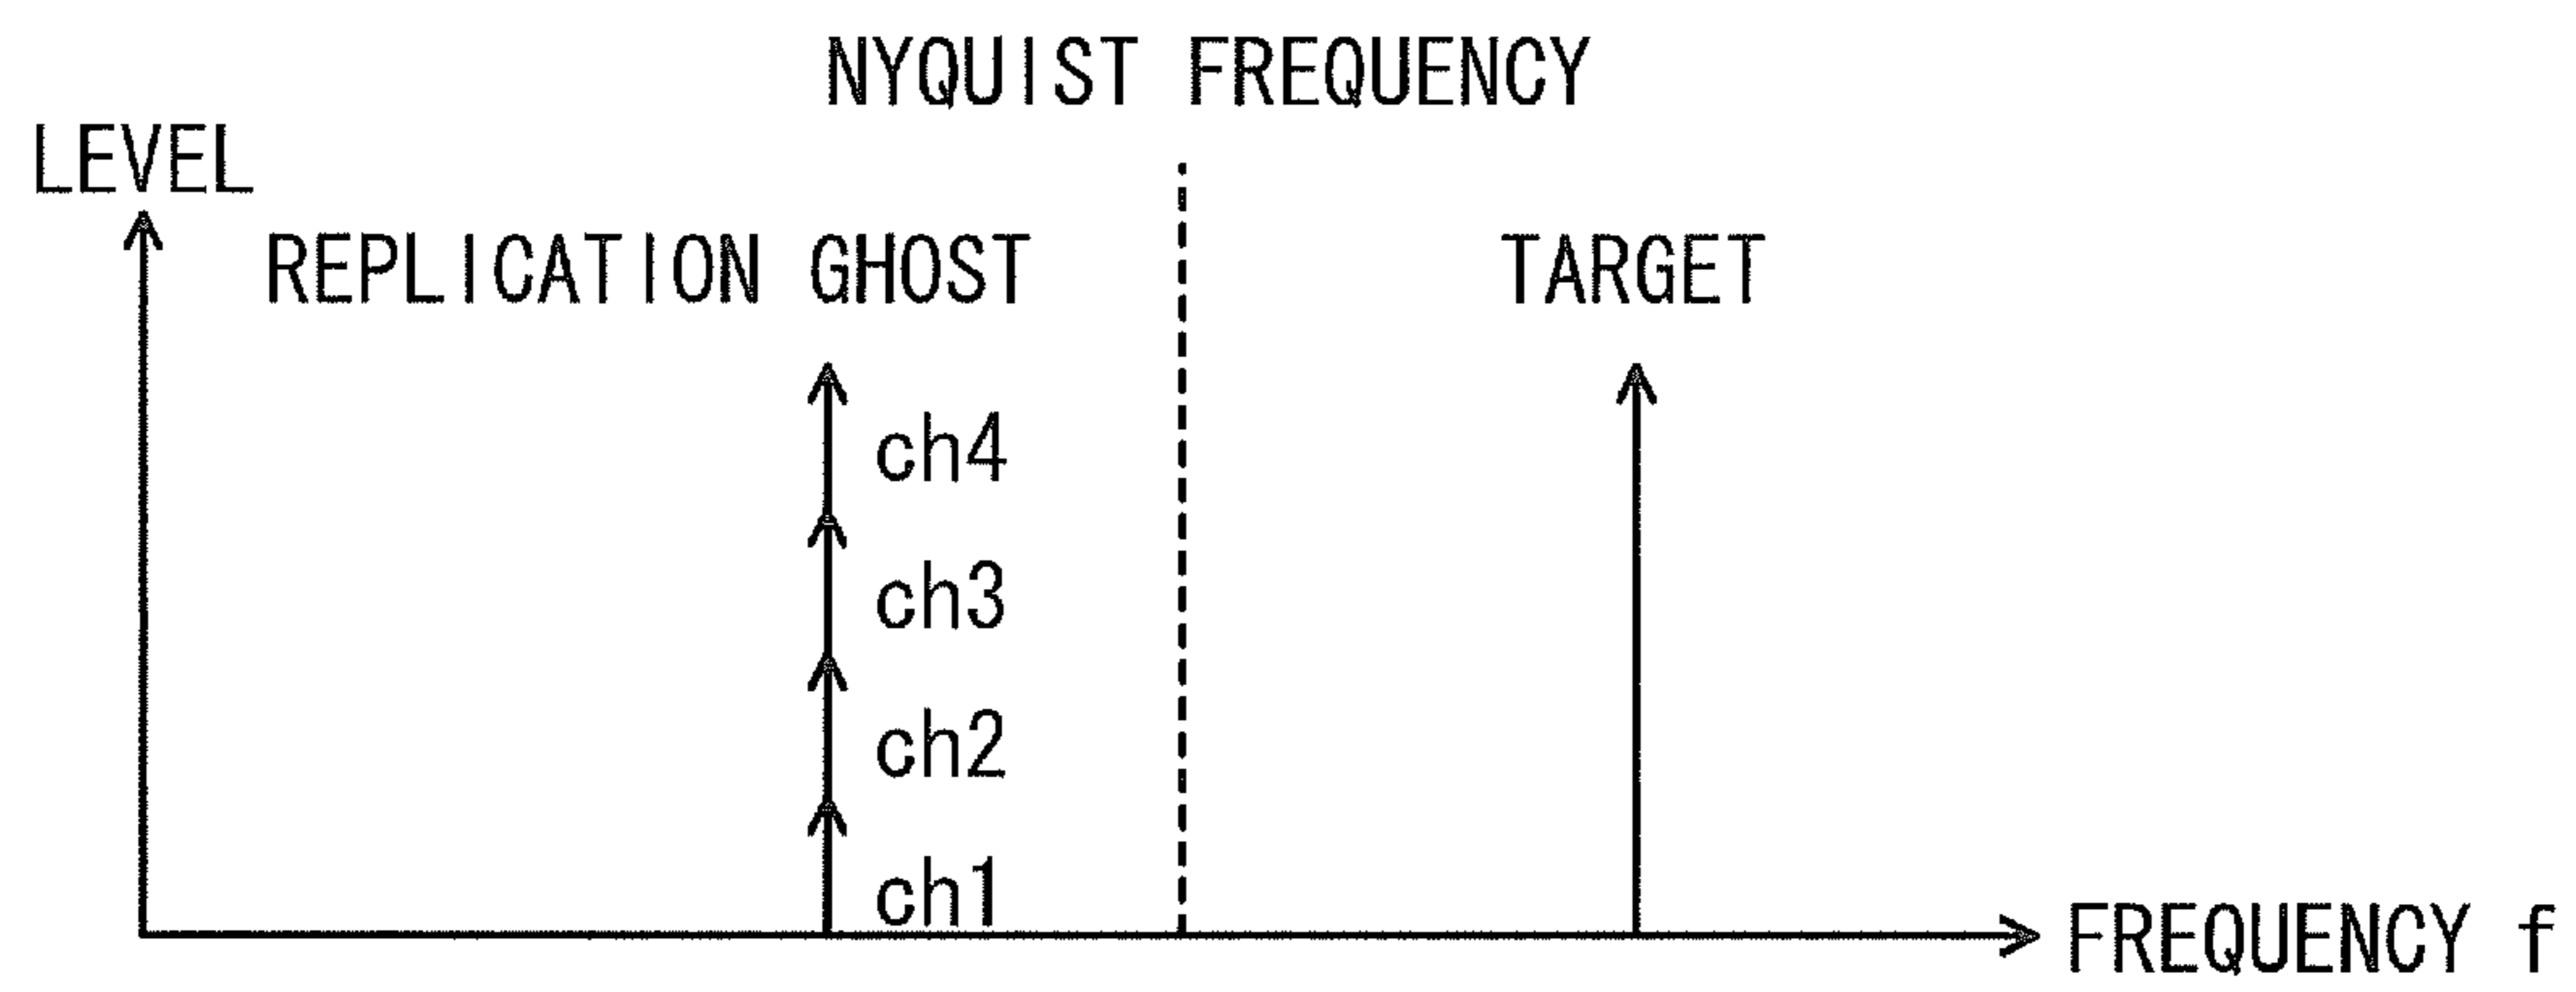 NYQUIST FREQUENCY
LEVEL
REPLICATION GHOST
TARGET
ch4
ch3
ch2
ch1
FREQUENCY f